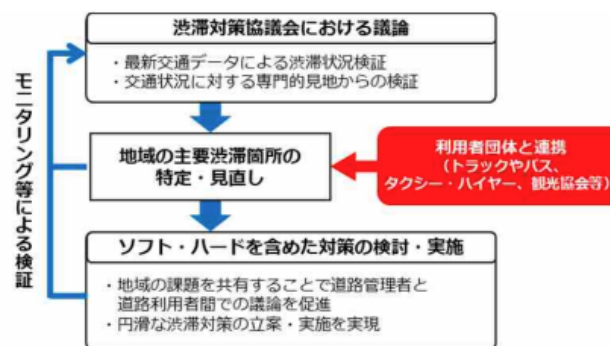 渋滞対策協議会における議論
・最新交通データによる渋滞状況検証
・交通状況に対する専門的見地からの検証
モニタリング等による検証
地域の主要渋滞箇所の
特定・見直し
利用者団体と連携
（トラックやバス、
タクシー・ハイヤー、観光協会等）
ソフト・ハードを含めた対策の検討・実施
・地域の課題を共有することで道路管理者と
道路利用者間での議論を促進
・円滑な渋滞対策の立案・実施を実現